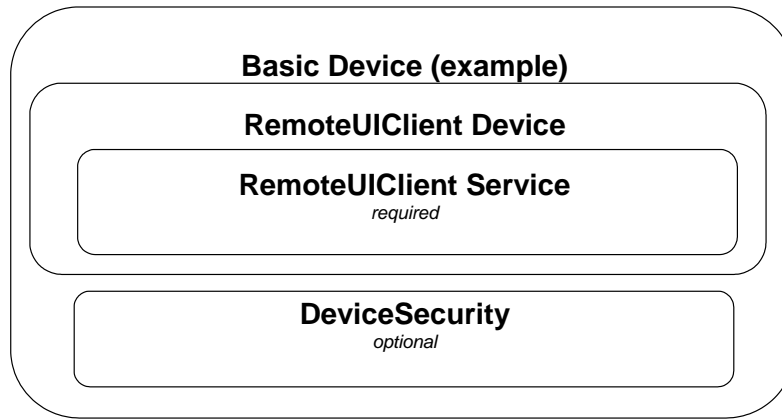 Basic Device (example)
RemoteUIClient Device
RemoteUIClient Service
required
DeviceSecurity
optional